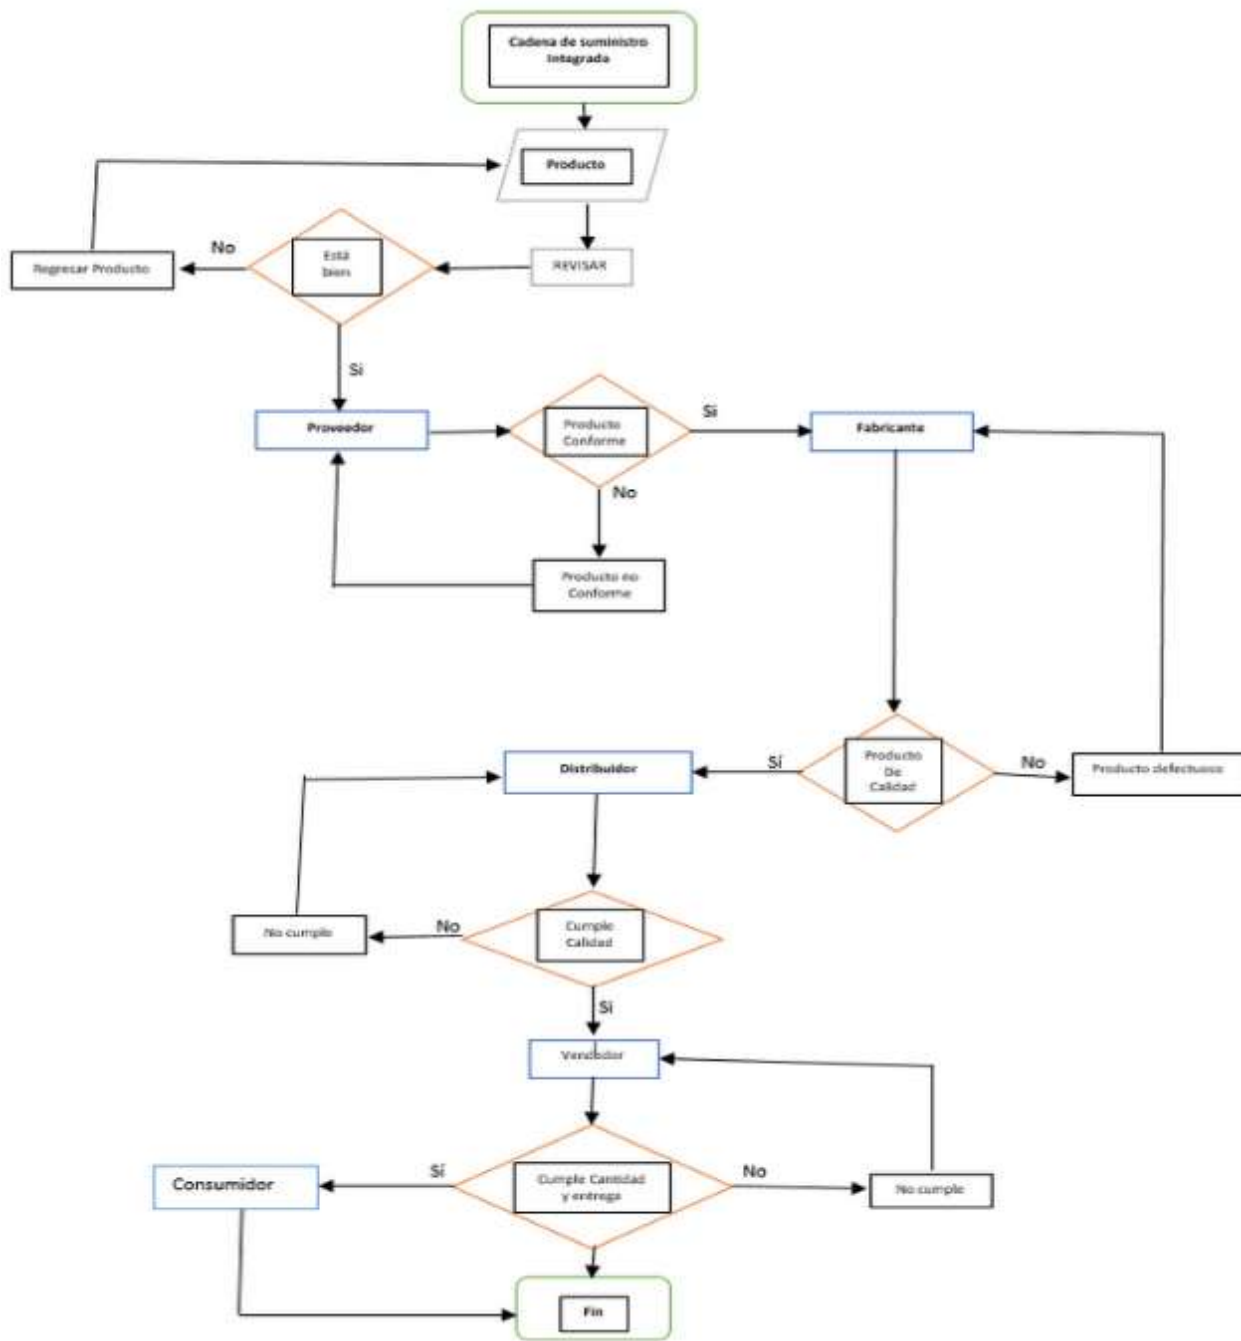 Cadena de suministro
Integrada
Producto
No
Está
bien
REVISAR
Regresar Producto
Sí
Proveedor
Producto
Conforme
Sí
Fabricante
No
Producto no
Conforme
Distribuidor
Sí
Producto
De
Calidad
No
Producto defectuoso
No cumple
No
Cumple
Calidad
Sí
Vendedor
Consumidor
Sí
Cumple Cantidad
y entrega
No
No cumple
Fin